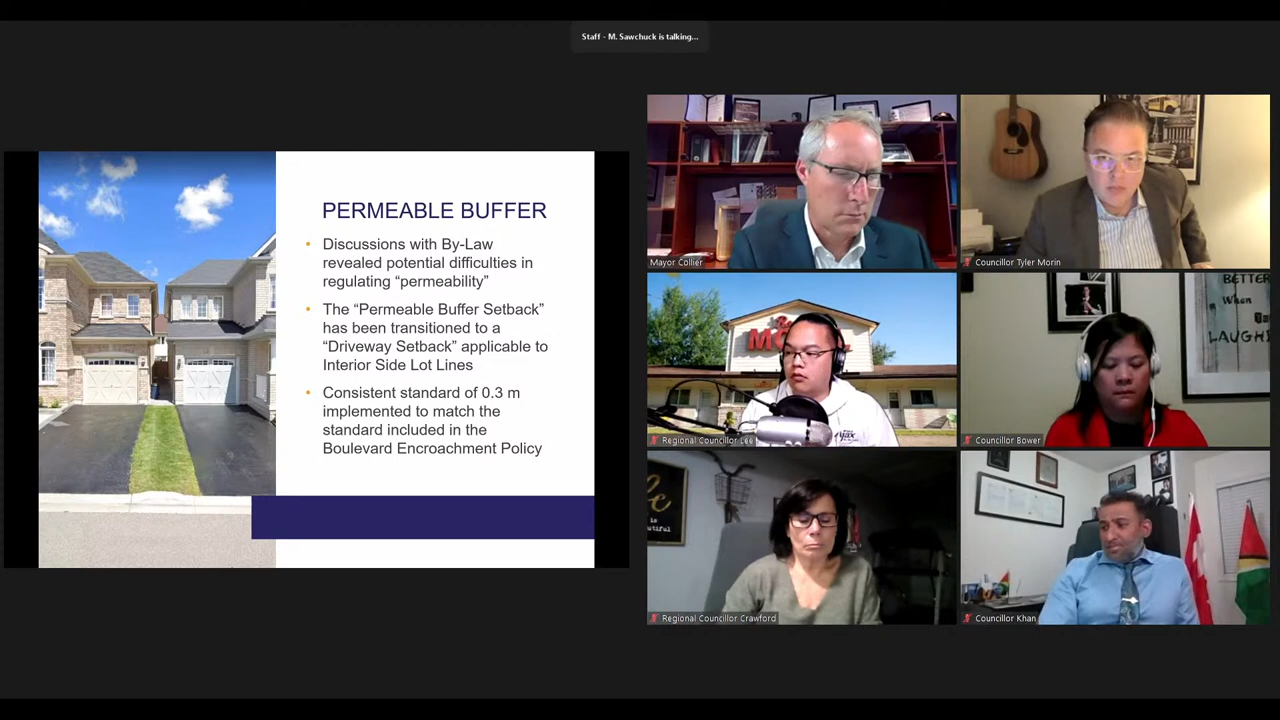 Staff - M. Sawchuck is talking...
PERMEABLE BUFFER
• Discussions with By-Law
revealed potential difficulties in
regulating “permeability”
• The “Permeable Buffer Setback”
has been transitioned to a
“Driveway Setback” applicable to
Interior Side Lot Lines
• Consistent standard of 0.3 m
implemented to match the
standard included in the
Boulevard Encroachment Policy
Mayor Collier
Councillor Tyler Morin
Regional Councillor Lee
Ajax
BETTER
When
LAUGH
Councillor Bower
is
Regional Councillor Crawford
Councillor Khan